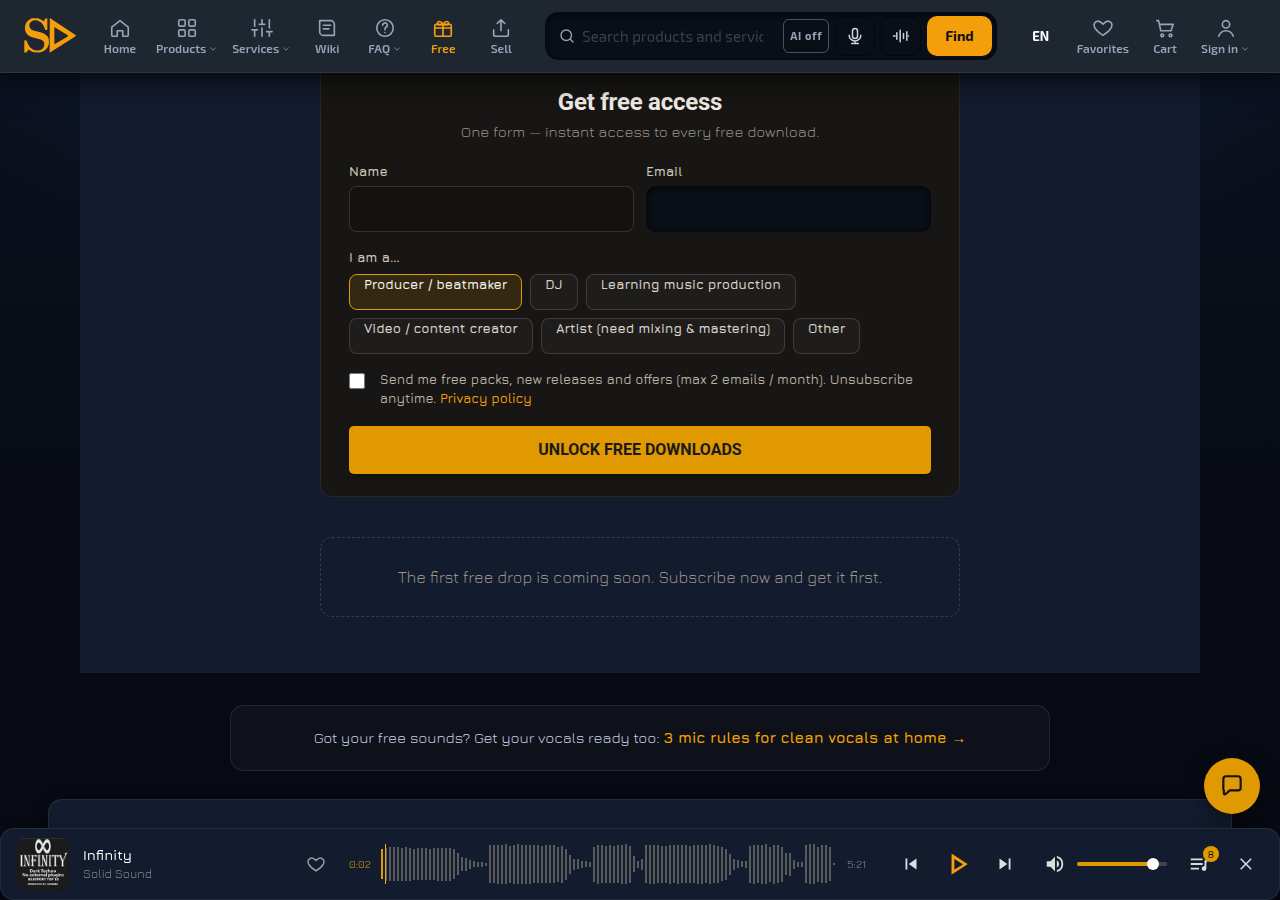 SD
Home
Products
Services
Wiki
FAQ
Free
Sell
Search products and servic
AI off
Find
EN
Favorites
Cart
Sign in
Get free access
One form — instant access to every free download.
Name
Email
I am a...
Producer / beatmaker
DJ
Learning music production
Video / content creator
Artist (need mixing & mastering)
Other
Send me free packs, new releases and offers (max 2 emails / month). Unsubscribe
anytime. Privacy policy
UNLOCK FREE DOWNLOADS
The first free drop is coming soon. Subscribe now and get it first.
Got your free sounds? Get your vocals ready too: 3 mic rules for clean vocals at home →
INFINITY
Dark Techno
Infinity
Solid Sound
0:02
5:21
8